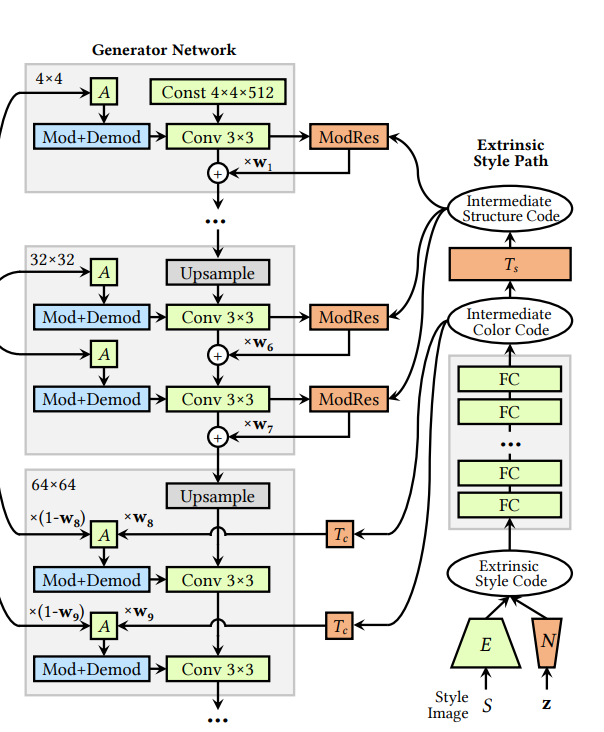 Generator Network
4×4
A
Const 4×4×512
Mod+Demod
Conv 3×3
ModRes
+
×w1
...
32×32
A
Upsample
Mod+Demod
Conv 3×3
ModRes
A
+
×w6
Mod+Demod
Conv 3×3
ModRes
+
×w7
64×64
Upsample
×(1-w8)
A
×w8
Tc
Mod+Demod
Conv 3×3
×(1-w9)
A
×w9
Tc
Mod+Demod
Conv 3×3
...
Extrinsic
Style Path
Intermediate
Structure Code
Ts
Intermediate
Color Code
FC
FC
...
FC
FC
Extrinsic
Style Code
E
N
Style
Image
S
z